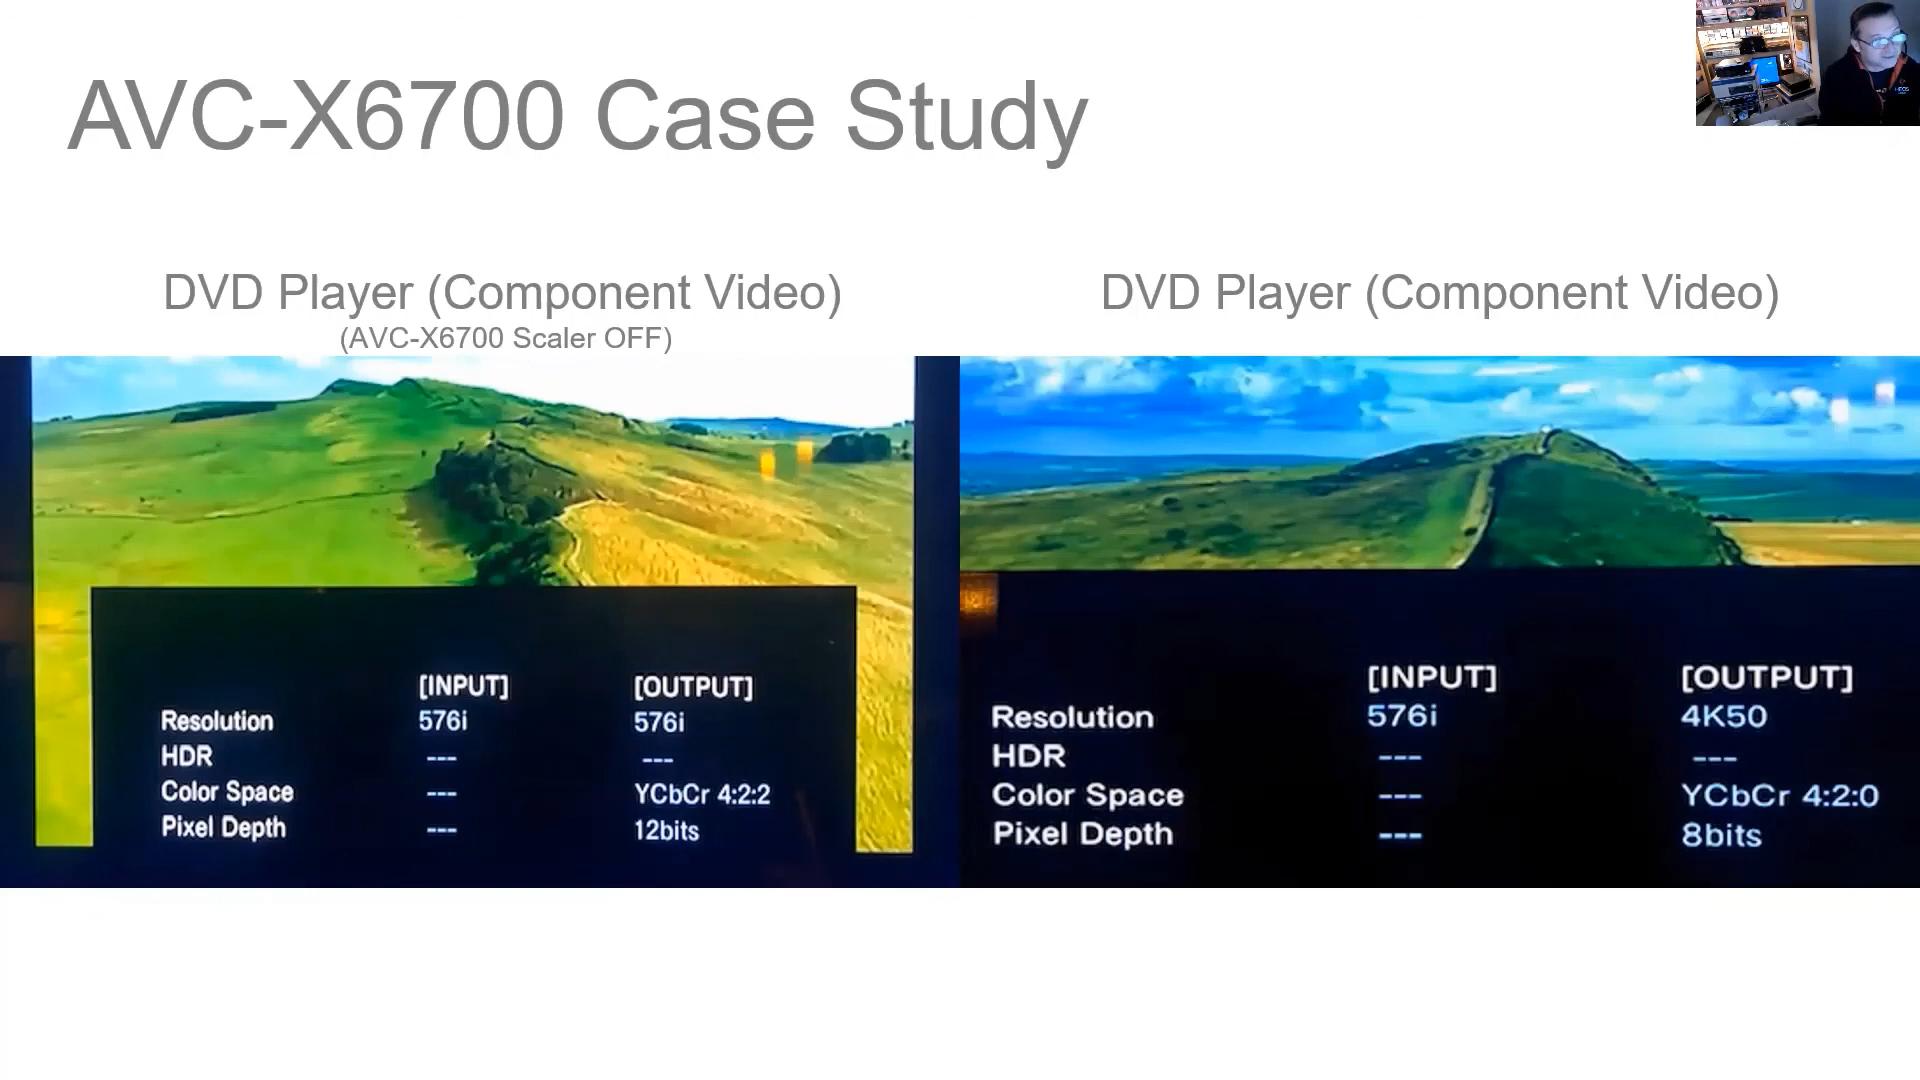 AVC-X6700 Case Study
DVD Player (Component Video)
(AVC-X6700 Scaler OFF)
[INPUT] [OUTPUT]
Resolution 576i 576i
HDR --- ---
Color Space --- YCbCr 4:2:2
Pixel Depth --- 12bits
DVD Player (Component Video)
[INPUT] [OUTPUT]
Resolution 576i 4K50
HDR --- ---
Color Space --- YCbCr 4:2:0
Pixel Depth --- 8bits
HEOS